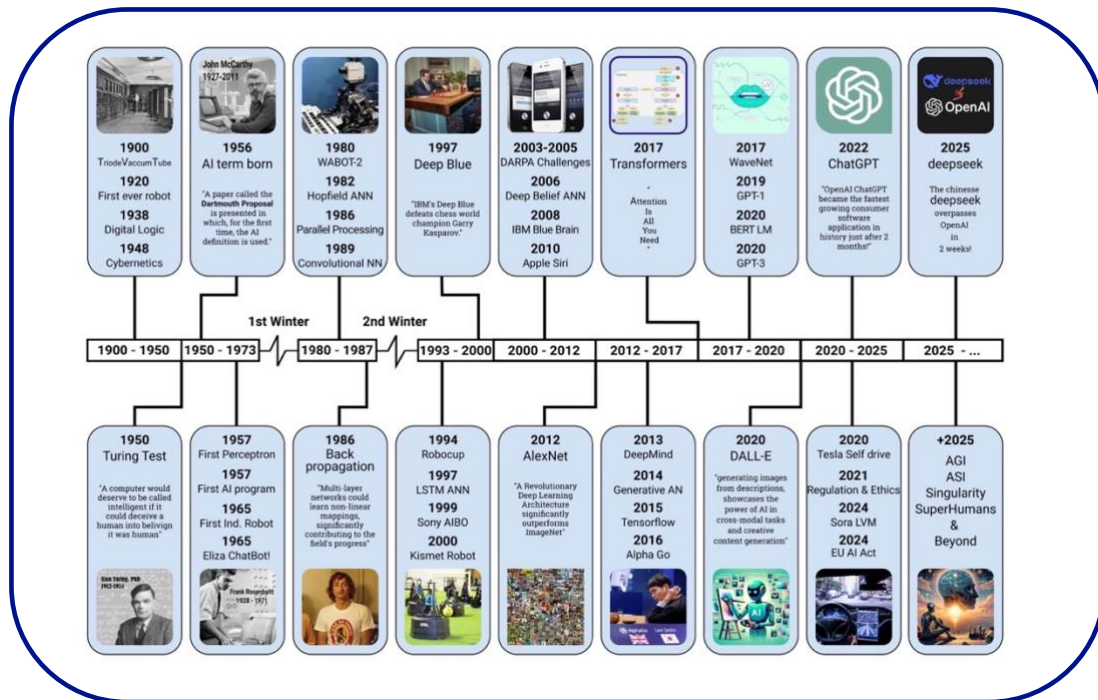 John McCarthy
1927-2011
deepseek
OpenAI
1900
TriodeVaccumTube
1920
First ever robot
1938
Digital Logic
1948
Cybernetics
1956
AI term born
"A paper called the
Dartmouth Proposal
is presented in
which, for the first
time, the AI
definition is used."
1980
WABOT-2
1982
Hopfield ANN
1986
Parallel Processing
1989
Convolutional NN
1997
Deep Blue
"IBM's Deep Blue
defeats chess world
champion Garry
Kasparov."
2003-2005
DARPA Challenges
2006
Deep Belief ANN
2008
IBM Blue Brain
2010
Apple Siri
2017
Transformers
"
Attention
Is
All
You
Need
"
2017
WaveNet
2019
GPT-1
2020
BERT LM
2020
GPT-3
2022
ChatGPT
"OpenAI ChatGPT
became the fastest
growing consumer
software
application in
history just after 2
months!"
2025
deepseek
The chinesse
deepseek
overpasses
OpenAI
in
2 weeks!
1st Winter
2nd Winter
1900 - 1950
1950 - 1973
1980 - 1987
1993 - 2000
2000 - 2012
2012 - 2017
2017 - 2020
2020 - 2025
2025 - ...
1950
Turing Test
"A computer would
deserve to be called
intelligent if it
could deceive a
human into belivign
it was human"
1957
First Perceptron
1957
First AI program
1965
First Ind. Robot
1965
Eliza ChatBot!
1986
Back
propagation
"Multi-layer
networks could
learn non-linear
mappings,
significantly
contributing to the
field's progress"
1994
Robocup
1997
LSTM ANN
1999
Sony AIBO
2000
Kismet Robot
2012
AlexNet
"A Revolutionary
Deep Learning
Architecture
significantly
outperforms
ImageNet"
2013
DeepMind
2014
Generative AN
2015
Tensorflow
2016
Alpha Go
2020
DALL-E
"generating images
from descriptions,
showcases the
power of AI in
cross-modal tasks
and creative
content generation"
2020
Tesla Self drive
2021
Regulation & Ethics
2024
Sora LVM
2024
EU AI Act
+2025
AGI
ASI
Singularity
SuperHumans
&
Beyond
1912-1954
Frank Rosenblatt
1928 - 1971
AlphaGo
AI